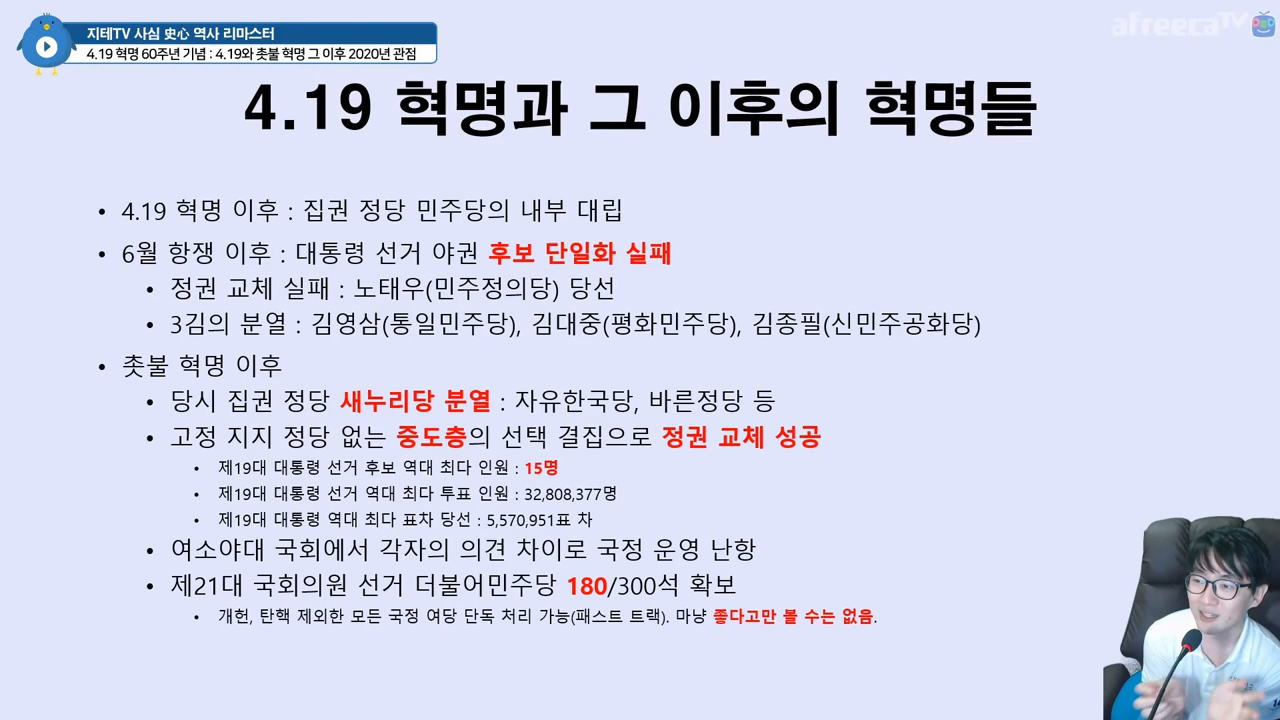 지테TV 사심 史心 역사 리마스터
4.19 혁명 60주년 기념 : 4.19와 촛불 혁명 그 이후 2020년 관점
afreecaTV
4.19 혁명과 그 이후의 혁명들
• 4.19 혁명 이후 : 집권 정당 민주당의 내부 대립
• 6월 항쟁 이후 : 대통령 선거 야권 후보 단일화 실패
• 정권 교체 실패 : 노태우(민주정의당) 당선
• 3김의 분열 : 김영삼(통일민주당), 김대중(평화민주당), 김종필(신민주공화당)
• 촛불 혁명 이후
• 당시 집권 정당 새누리당 분열 : 자유한국당, 바른정당 등
• 고정 지지 정당 없는 중도층의 선택 결집으로 정권 교체 성공
• 제19대 대통령 선거 후보 역대 최다 인원 : 15명
• 제19대 대통령 선거 역대 최다 투표 인원 : 32,808,377명
• 제19대 대통령 역대 최다 표차 당선 : 5,570,951표 차
• 여소야대 국회에서 각자의 의견 차이로 국정 운영 난항
• 제21대 국회의원 선거 더불어민주당 180/300석 확보
• 개헌, 탄핵 제외한 모든 국정 여당 단독 처리 가능(패스트 트랙). 마냥 좋다고만 볼 수는 없음.